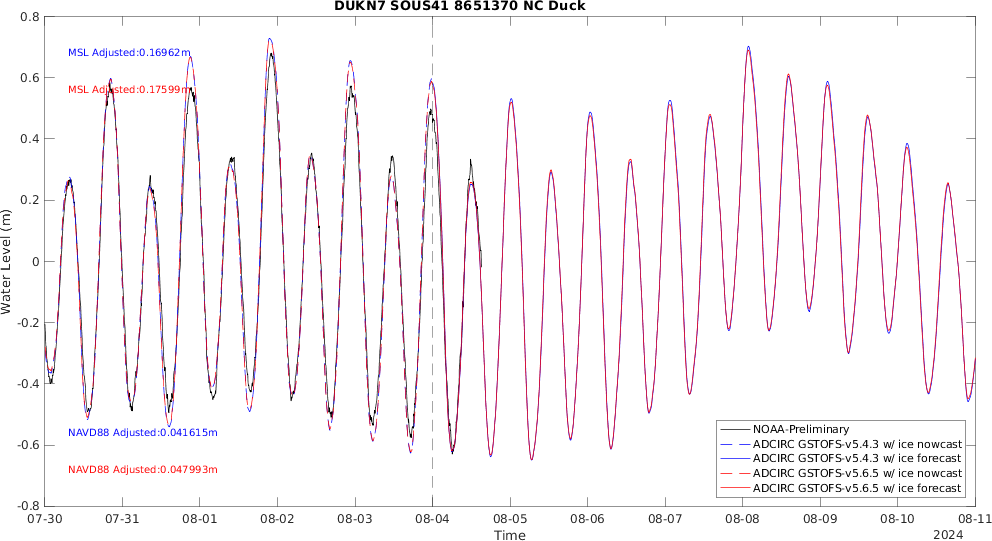 DUKN7 SOUS41 8651370 NC Duck
0.8
0.6
0.4
0.2
0
-0.2
-0.4
-0.6
-0.8
Water Level (m)
MSL Adjusted:0.16962m
MSL Adjusted:0.17599m
NAVD88 Adjusted:0.041615m
NAVD88 Adjusted:0.047993m
NOAA-Preliminary
ADCIRC GSTOFS-v5.4.3 w/ ice nowcast
ADCIRC GSTOFS-v5.4.3 w/ ice forecast
ADCIRC GSTOFS-v5.6.5 w/ ice nowcast
ADCIRC GSTOFS-v5.6.5 w/ ice forecast
07-30 07-31 08-01 08-02 08-03 08-04 08-05 08-06 08-07 08-08 08-09 08-10 08-11
Time
2024